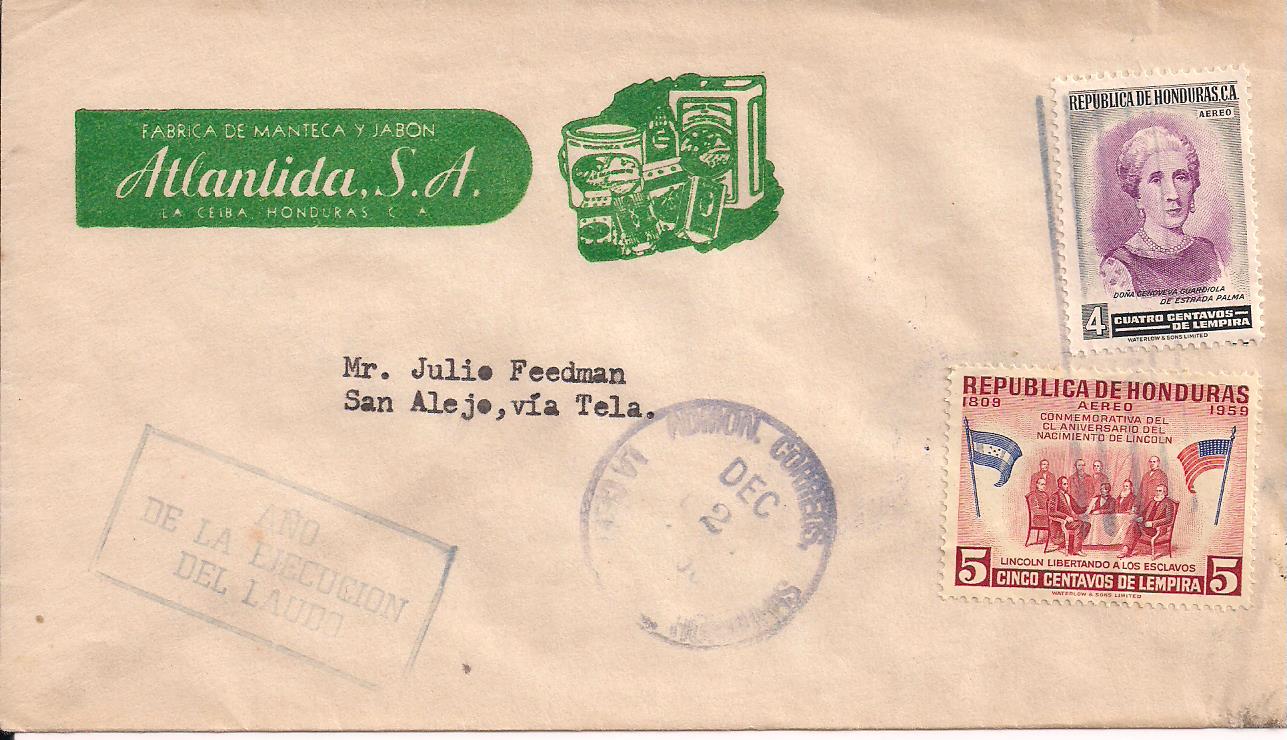 FABRICA DE MANTECA Y JABON
Atlantida, S. A.
LA CEIBA, HONDURAS, C. A.
REPUBLICA DE HONDURAS, C.A.
AEREO
DOÑA GENOVEVA GUARDIOLA
DE ESTRADA PALMA
4 CUATRO CENTAVOS
DE LEMPIRA
WATERLOW & SONS LIMITED
Mr. Julio Feedman
San Alejo, vía Tela.
REPUBLICA DE HONDURAS
1809 AEREO 1959
CONMEMORATIVA DEL
CL ANIVERSARIO DEL
NACIMIENTO DE LINCOLN
LINCOLN LIBERTANDO A LOS ESCLAVOS
5 CINCO CENTAVOS DE LEMPIRA 5
WATERLOW & SONS LIMITED
ADMON. CORREOS,
DEC
2
AÑO
DE LA EJECUCION
DEL LAUDO